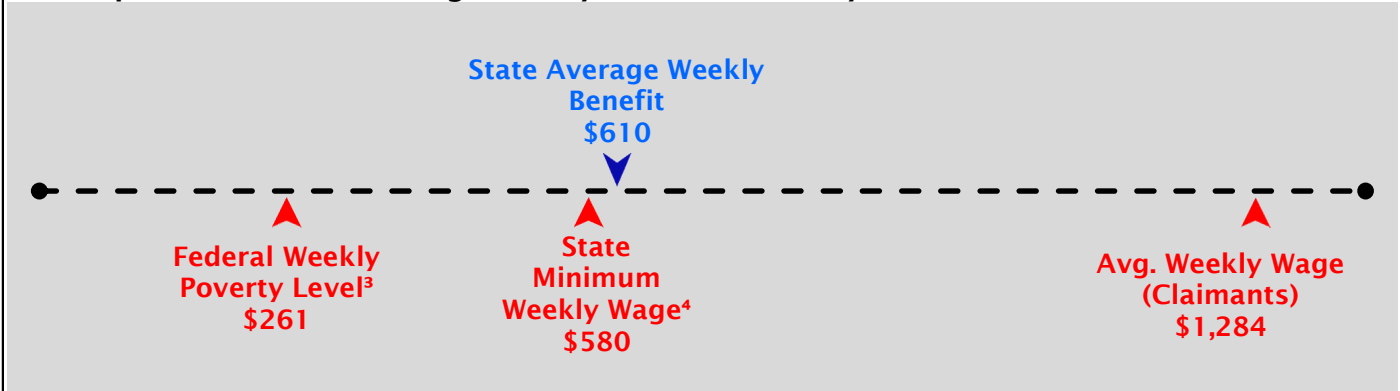 State Average Weekly
Benefit
$610
Federal Weekly
Poverty Level³
$261
State
Minimum
Weekly Wage⁴
$580
Avg. Weekly Wage
(Claimants)
$1,284